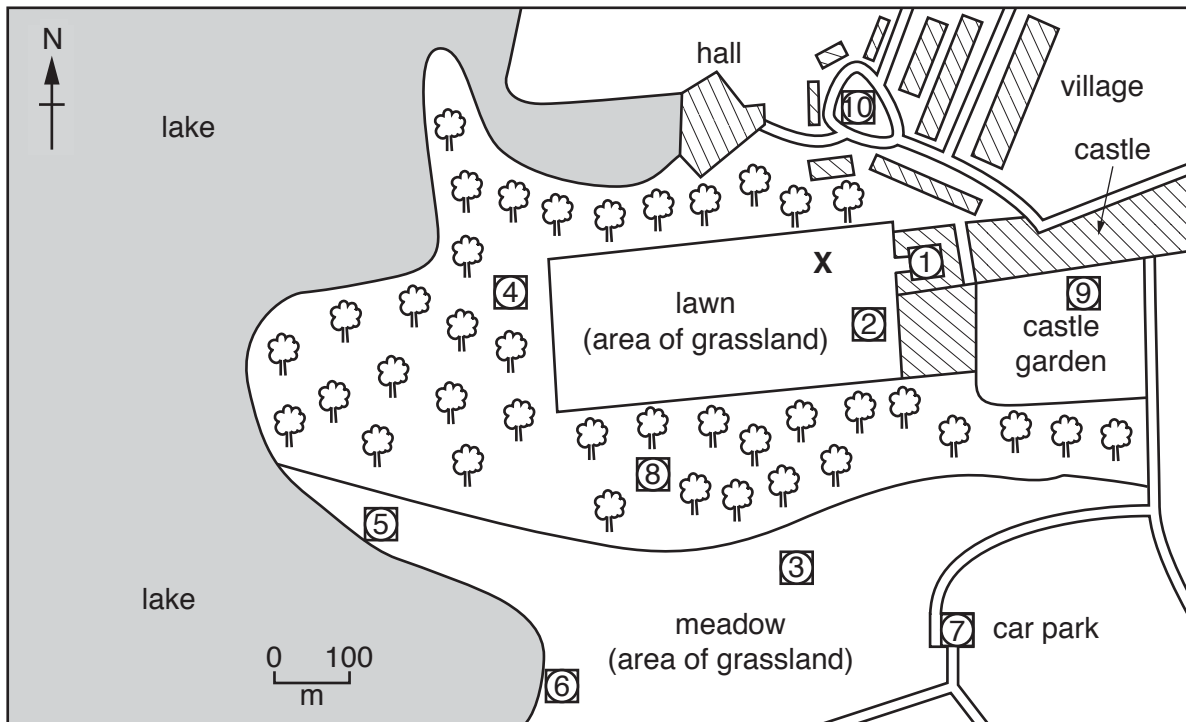 N
lake
hall
10
village
castle
X
1
4
lawn
(area of grassland)
2
9
castle
garden
8
5
3
lake
meadow
(area of grassland)
7
car park
0 100
m
6